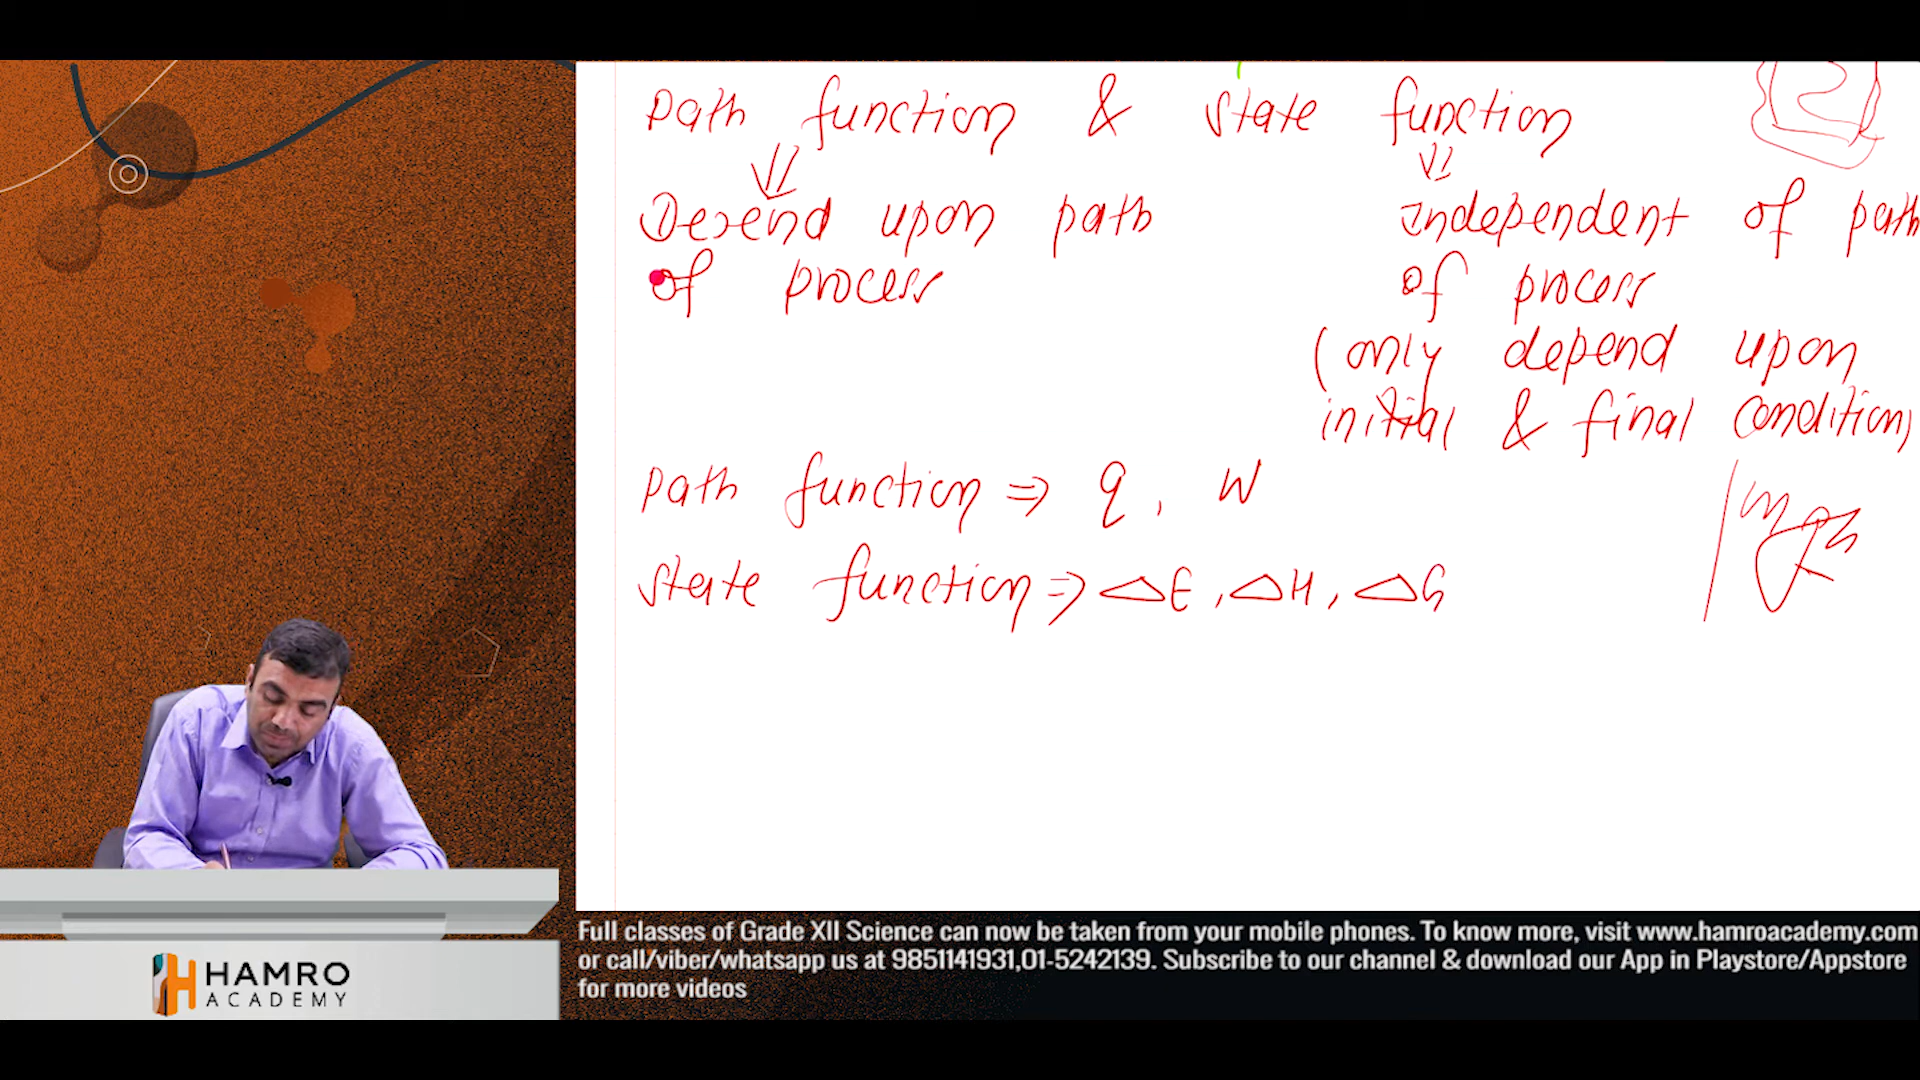 Path function & state function
Depend upon path
of process
Independent of path
of process
(only depend upon
initial & final condition)
Path function ⇒ q, W
State function ⇒ △E, △H, △G
mgh
HAMRO
ACADEMY
Full classes of Grade XII Science can now be taken from your mobile phones. To know more, visit www.hamroacademy.com
or call/viber/whatsapp us at 9851141931,01-5242139. Subscribe to our channel & download our App in Playstore/Appstore
for more videos